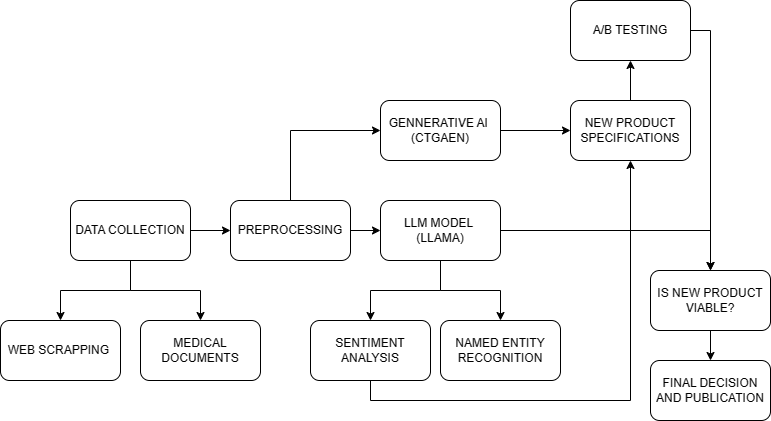 A/B TESTING
GENNERATIVE AI
(CTGAEN)
NEW PRODUCT
SPECIFICATIONS
DATA COLLECTION
PREPROCESSING
LLM MODEL
(LLAMA)
IS NEW PRODUCT
VIABLE?
WEB SCRAPPING
MEDICAL
DOCUMENTS
SENTIMENT
ANALYSIS
NAMED ENTITY
RECOGNITION
FINAL DECISION
AND PUBLICATION